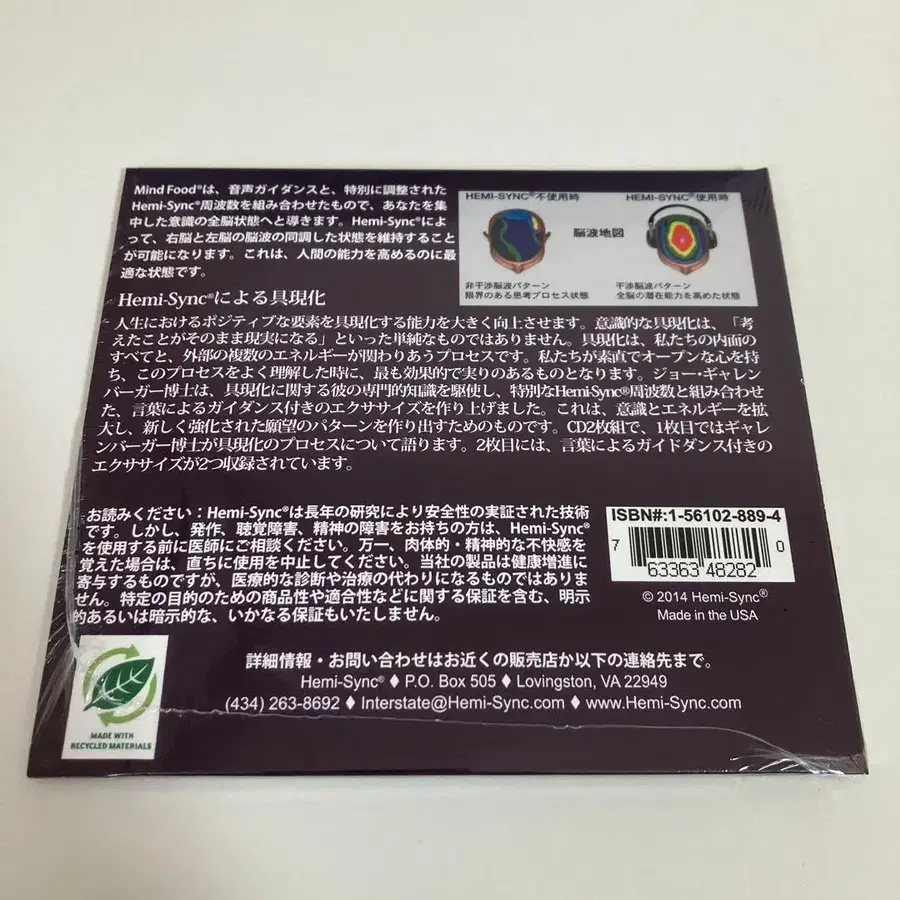 Mind Food®は、音声ガイダンスと、特別に調整された
Hemi-Sync®周波数を組み合わせたもので、あなたを集
中した意識の全脳状態へと導きます。Hemi-Sync®によ
って、右脳と左脳の脳波の同調した状態を維持すること
が可能になります。これは、人間の能力を高めるのに最
適な状態です。
HEMI-SYNC®不使用時
HEMI-SYNC®使用時
脳波地図
非干渉脳波パターン
限界のある思考プロセス状態
干渉脳波パターン
全脳の潜在能力を高めた状態
Hemi-Sync®による具現化
人生におけるポジティブな要素を具現化する能力を大きく向上させます。意識的な具現化は、「考
えたことがそのまま現実になる」といった単純なものではありません。具現化は、私たちの内面の
すべてと、外部の複数のエネルギーが関わりあうプロセスです。私たちが素直でオープンな心を持
ち、このプロセスをよく理解した時に、最も効果的で実りのあるものとなります。ジョー・ギャレン
バーガー博士は、具現化に関する彼の専門的知識を駆使し、特別なHemi-Sync®周波数と組み合わせ
た、言葉によるガイダンス付きのエクササイズを作り上げました。これは、意識とエネルギーを拡
大し、新しく強化された願望のパターンを作り出すためのものです。CD2枚組で、1枚目ではギャレ
ンバーガー博士が具現化のプロセスについて語ります。2枚目には、言葉によるガイドダンス付きの
エクササイズが2つ収録されています。
お読みください：Hemi-Sync®は長年の研究により安全性の実証された技術
です。しかし、発作、聴覚障害、精神の障害をお持ちの方は、Hemi-Sync®
を使用する前に医師にご相談ください。万一、肉体的・精神的な不快感を
覚えた場合は、直ちに使用を中止してください。当社の製品は健康増進に
寄与するものですが、医療的な診断や治療の代わりになるものではありま
せん。特定の目的のための商品性や適合性などに関する保証を含む、明示
的あるいは暗示的な、いかなる保証もいたしません。
ISBN#:1-56102-889-4
7 63363 48282 0
© 2014 Hemi-Sync®
Made in the USA
MADE WITH
RECYCLED MATERIALS
詳細情報・お問い合わせはお近くの販売店か以下の連絡先まで。
Hemi-Sync® ♦ P.O. Box 505 ♦ Lovingston, VA 22949
(434) 263-8692 ♦ Interstate@Hemi-Sync.com ♦ www.Hemi-Sync.com